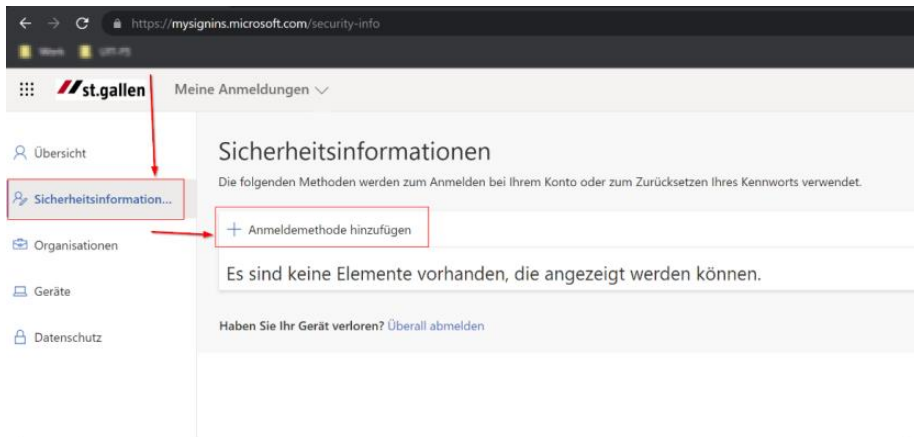 https://mysignins.microsoft.com/security-info
Work
st.gallen
Meine Anmeldungen
Übersicht
Sicherheitsinformation...
Organisationen
Geräte
Datenschutz
Sicherheitsinformationen
Die folgenden Methoden werden zum Anmelden bei Ihrem Konto oder zum Zurücksetzen Ihres Kennworts verwendet.
+ Anmeldemethode hinzufügen
Es sind keine Elemente vorhanden, die angezeigt werden können.
Haben Sie Ihr Gerät verloren? Überall abmelden